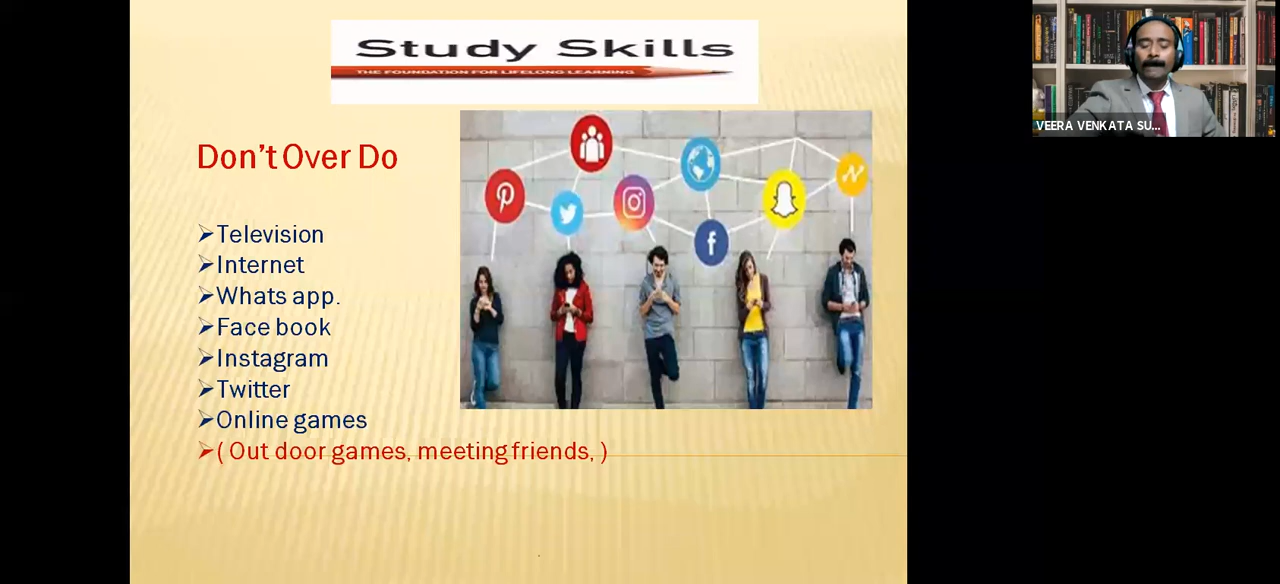 Study Skills
THE FOUNDATION FOR LIFELONG LEARNING
VEERA VENKATA SU...
Don't Over Do
➢Television
➢Internet
➢Whats app.
➢Face book
➢Instagram
➢Twitter
➢Online games
➢( Out door games, meeting friends, )